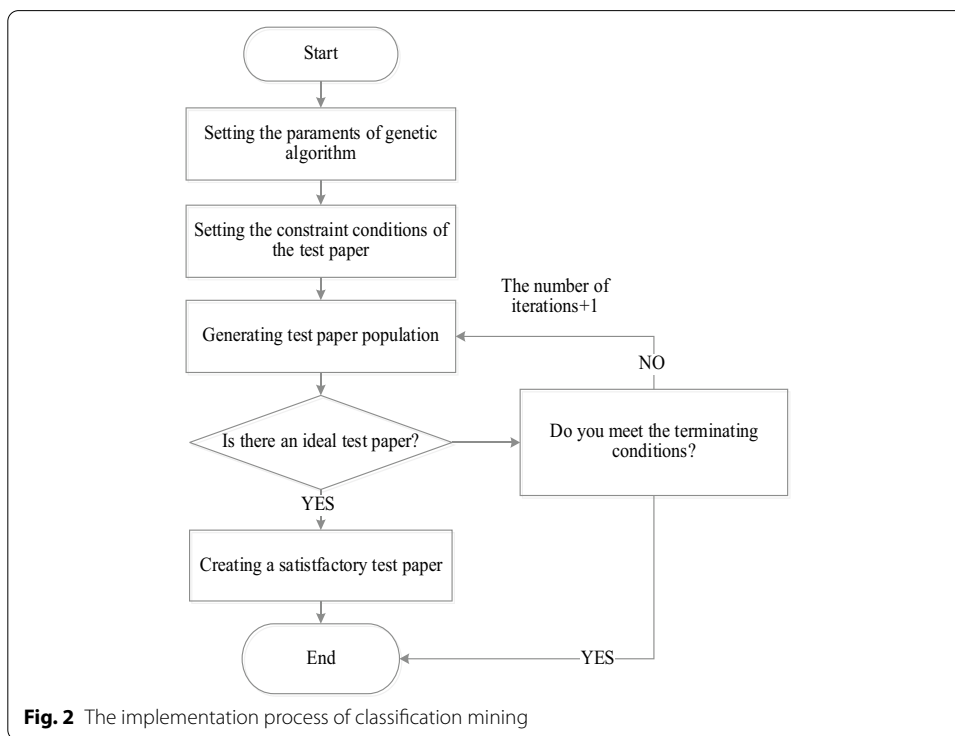 Start
Setting the paraments of genetic
algorithm
Setting the constraint conditions of
the test paper
The number of
iterations+1
Generating test paper population
NO
Is there an ideal test paper?
Do you meet the terminating
conditions?
YES
Creating a satistfactory test paper
End
YES
Fig. 2 The implementation process of classification mining